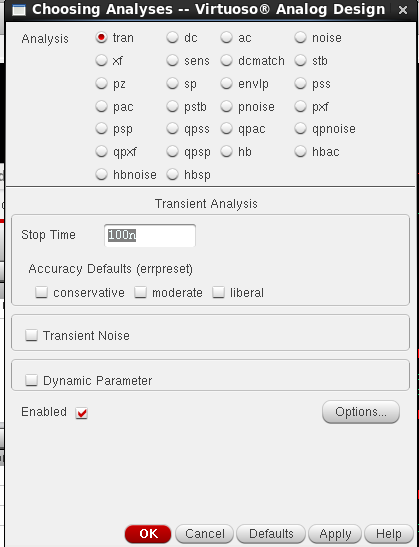 Choosing Analyses -- Virtuoso® Analog Design
Analysis tran dc ac noise
xf sens dcmatch stb
pz sp envlp pss
pac pstb pnoise pxf
psp qpss qpac qpnoise
qpxf qpsp hb hbac
hbnoise hbsp
Transient Analysis
Stop Time 100n
Accuracy Defaults (errpreset)
conservative moderate liberal
Transient Noise
Dynamic Parameter
Enabled Options...
OK Cancel Defaults Apply Help